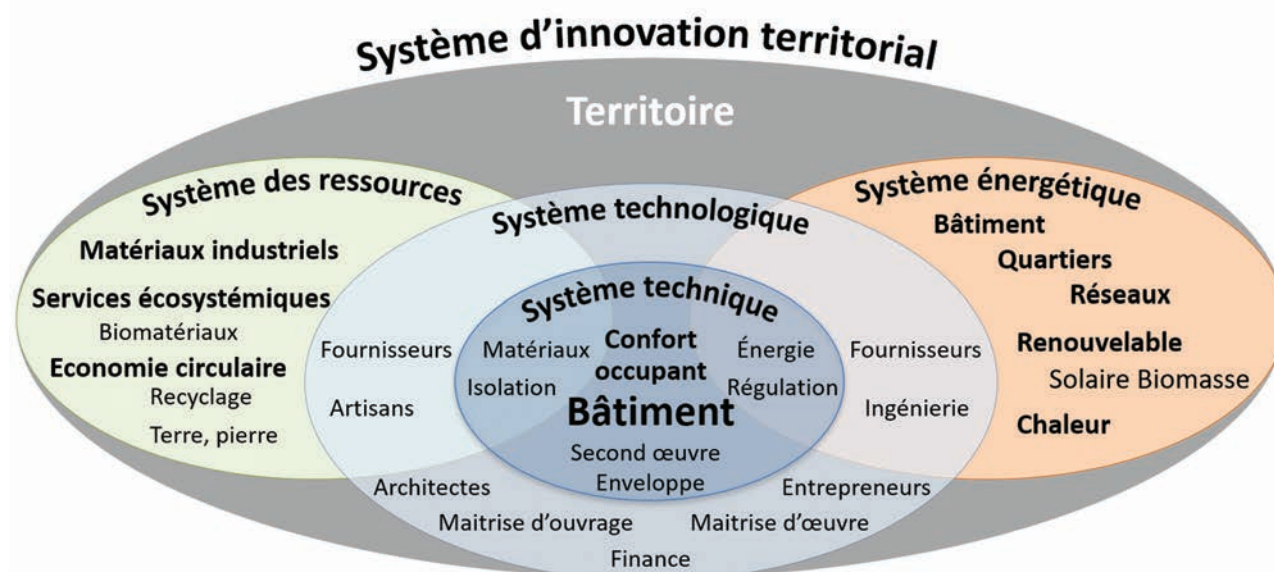 Système d'innovation territorial
Territoire
Système des ressources
Matériaux industriels
Services écosystémiques
Biomatériaux
Economie circulaire
Recyclage
Terre, pierre
Système technologique
Fournisseurs
Artisans
Architectes
Maitrise d'ouvrage
Finance
Maitrise d'œuvre
Entrepreneurs
Fournisseurs
Ingénierie
Système technique
Matériaux
Isolation
Confort
occupant
Énergie
Régulation
Bâtiment
Second œuvre
Enveloppe
Système énergétique
Bâtiment
Quartiers
Réseaux
Renouvelable
Solaire Biomasse
Chaleur